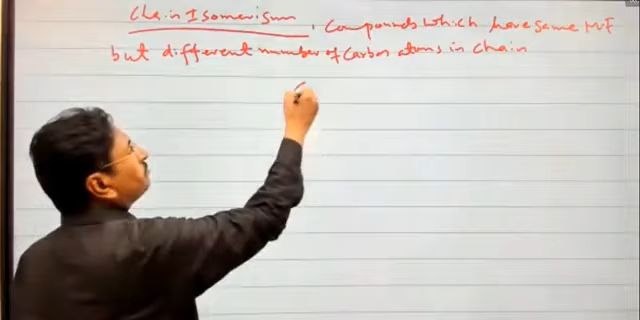 Chain Isomerism, Compounds which have same M.F
but different number of Carbon atoms in chain